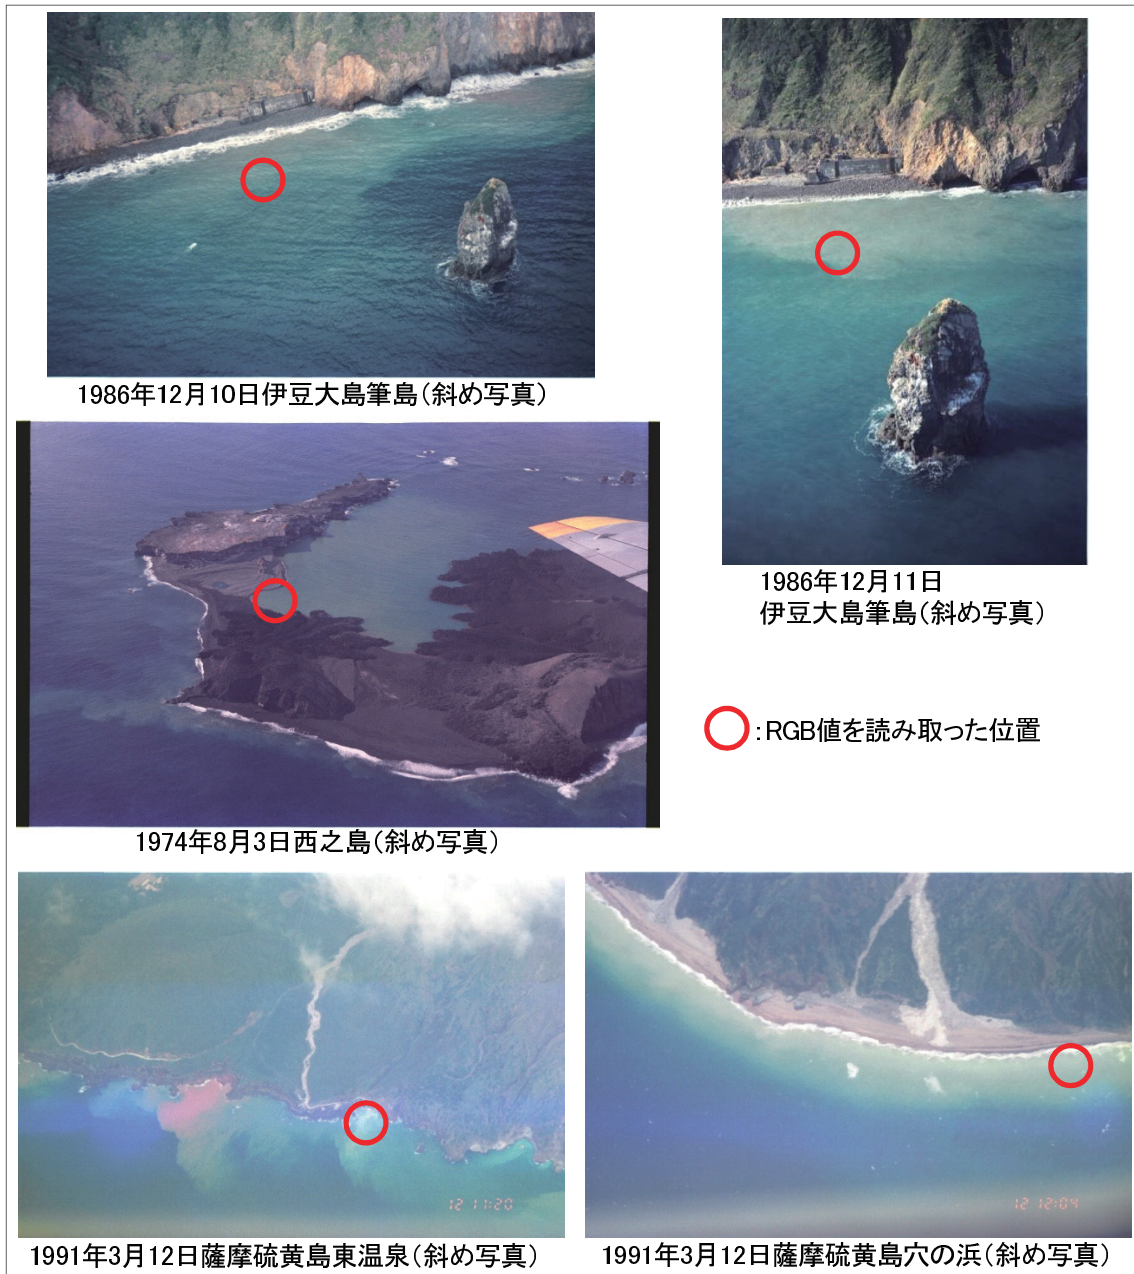 1986年12月10日伊豆大島筆島(斜め写真)
1986年12月11日
伊豆大島筆島(斜め写真)
:RGB値を読み取った位置
1974年8月3日西之島(斜め写真)
12 11:20
12 12:04
1991年3月12日薩摩硫黄島東温泉(斜め写真)
1991年3月12日薩摩硫黄島穴の浜(斜め写真)